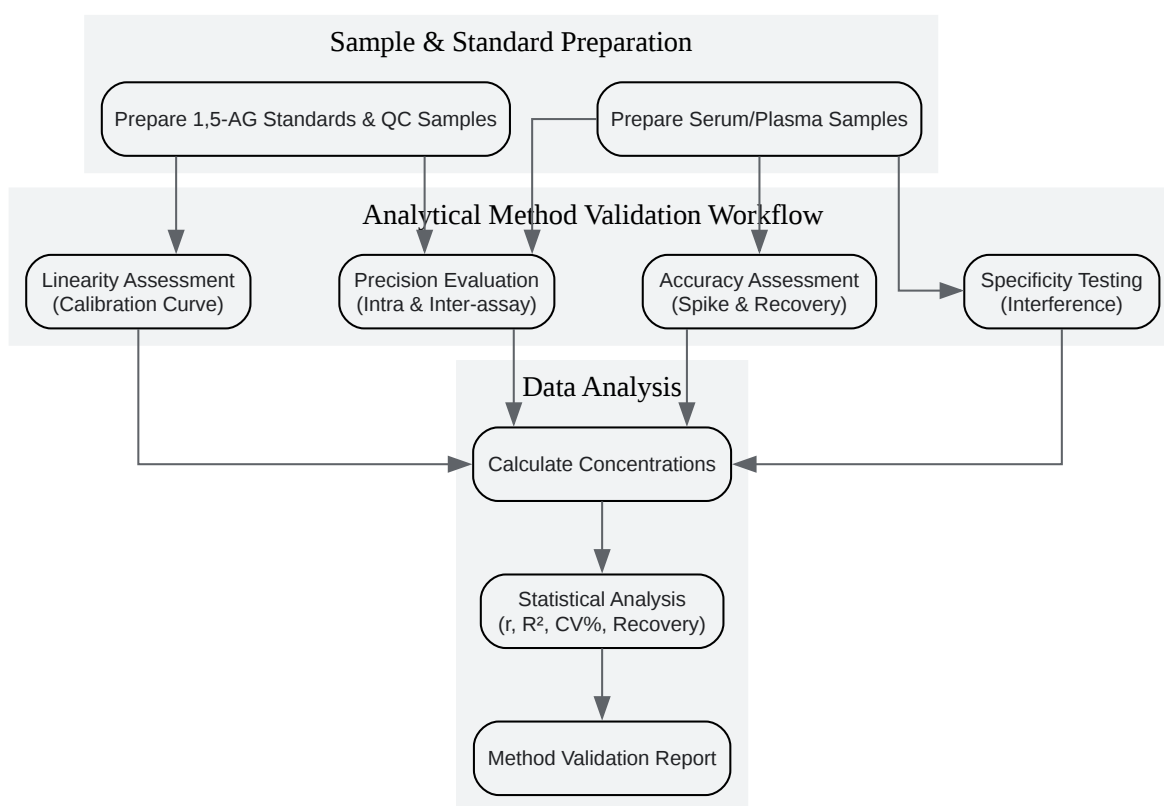 Sample & Standard Preparation
Prepare 1,5-AG Standards & QC Samples
Prepare Serum/Plasma Samples
Analytical Method Validation Workflow
Linearity Assessment
(Calibration Curve)
Precision Evaluation
(Intra & Inter-assay)
Accuracy Assessment
(Spike & Recovery)
Specificity Testing
(Interference)
Data Analysis
Calculate Concentrations
Statistical Analysis
(r, R², CV%, Recovery)
Method Validation Report